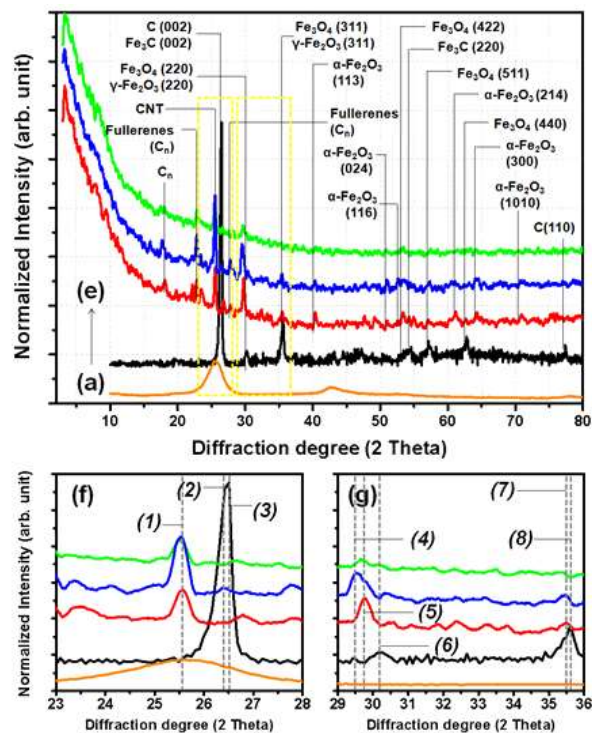 C (002)
Fe₃C (002)
Fe₃O₄ (220)
γ-Fe₂O₃ (220)
CNT
Fullerenes
(Cₙ)
Cₙ
Fe₃O₄ (311)
γ-Fe₂O₃ (311)
α-Fe₂O₃
(113)
Fullerenes
(Cₙ)
α-Fe₂O₃
(024)
α-Fe₂O₃
(116)
Fe₃O₄ (422)
Fe₃C (220)
Fe₃O₄ (511)
α-Fe₂O₃ (214)
Fe₃O₄ (440)
α-Fe₂O₃
(300)
α-Fe₂O₃
(1010)
C(110)
Normalized Intensity (arb. unit)
(e)
(a)
10 20 30 40 50 60 70 80
Diffraction degree (2 Theta)
(f)
(1)
(2)
(3)
Normalized Intensity (arb. unit)
23 24 25 26 27 28
Diffraction degree (2 Theta)
(g)
(7)
(4)
(8)
(5)
(6)
Normalized Intensity (arb. unit)
29 30 31 32 33 34 35 36
Diffraction degree (2 Theta)